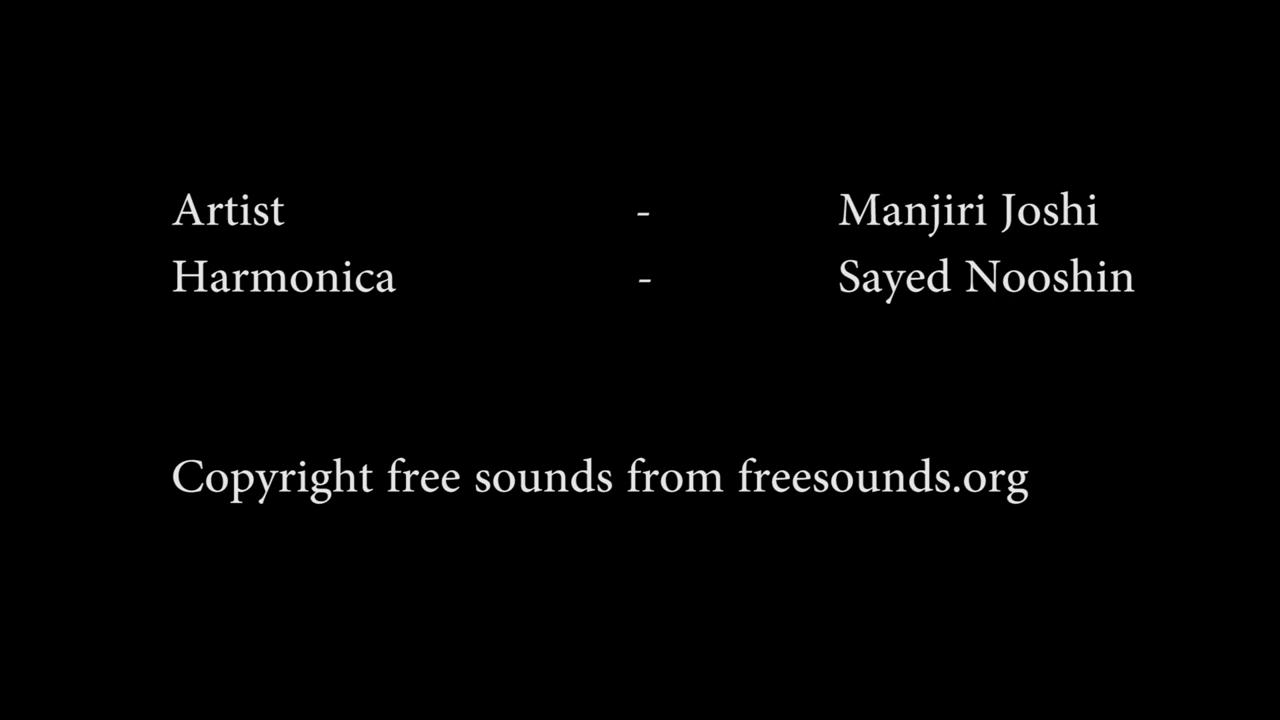 Artist - Manjiri Joshi
Harmonica - Sayed Nooshin
Copyright free sounds from freesounds.org